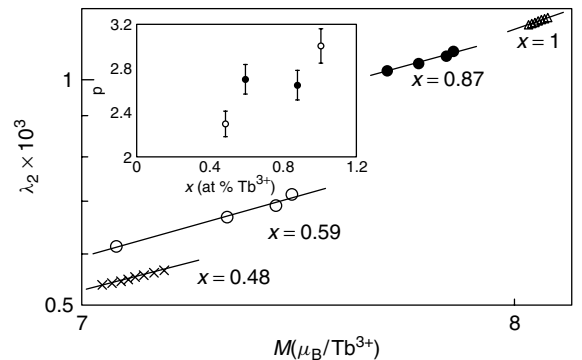 3.2
2.8
2.4
2
p
0
0.4
0.8
1.2
x (at % Tb³⁺)
x = 1
x = 0.87
x = 0.59
x = 0.48
1
0.5
λ₂ × 10³
7
8
M(μ_B/Tb³⁺)